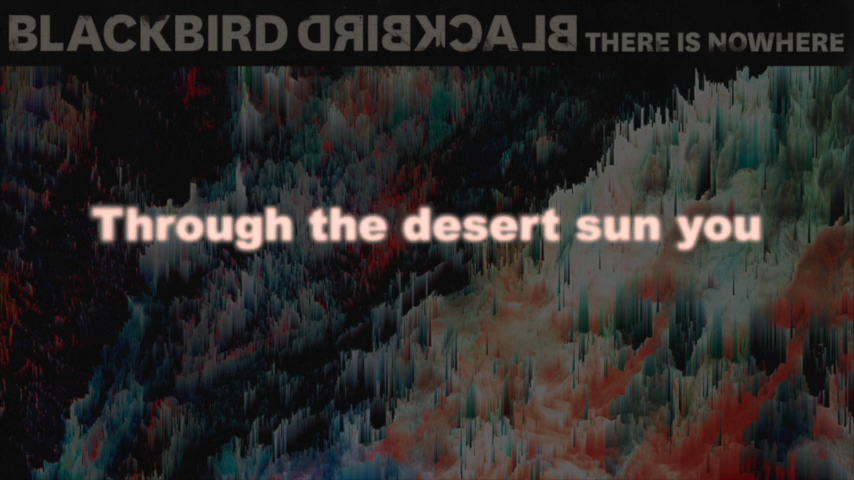 BLACKBIRD BLACKBIRD THERE IS NOWHERE
Through the desert sun you